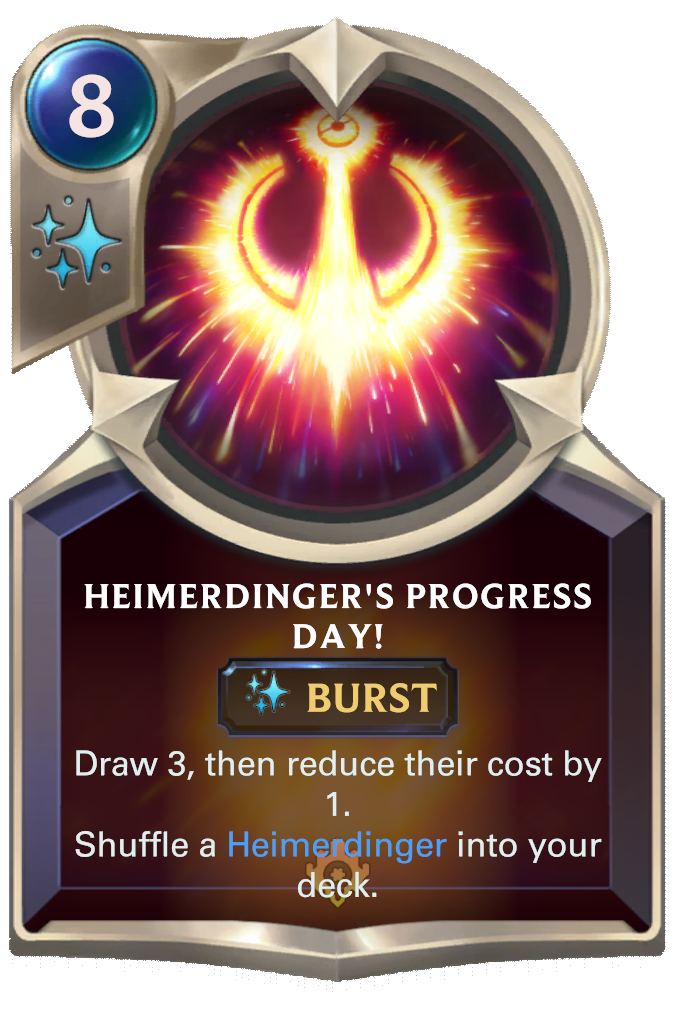 8
HEIMERDINGER'S PROGRESS
DAY!
BURST
Draw 3, then reduce their cost by
1.
Shuffle a Heimerdinger into your
deck.